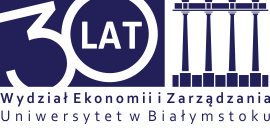 30 LAT
Wydział Ekonomii i Zarządzania
Uniwersytet w Białymstoku